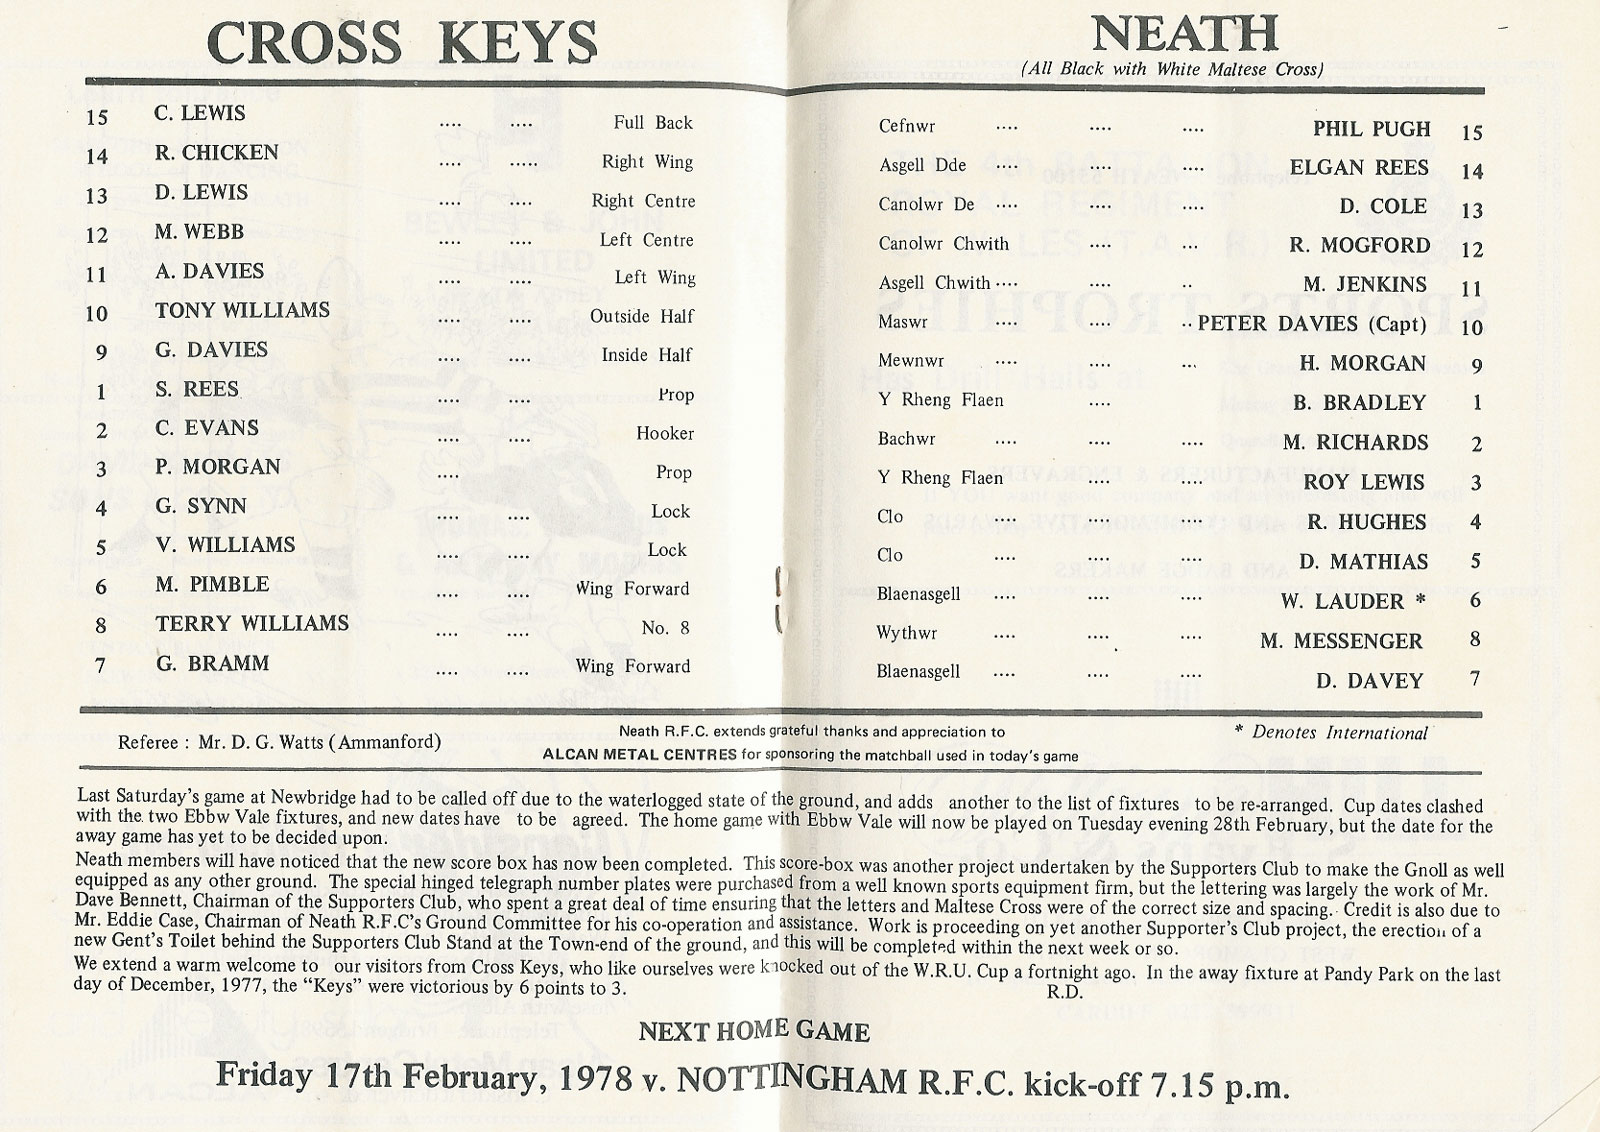 CROSS KEYS
15 C. LEWIS .... .... Full Back
14 R. CHICKEN .... ..... Right Wing
13 D. LEWIS .... .... Right Centre
12 M. WEBB .... .... Left Centre
11 A. DAVIES .... .... Left Wing
10 TONY WILLIAMS .... .... Outside Half
9 G. DAVIES .... .... Inside Half
1 S. REES .... .... Prop
2 C. EVANS .... .... Hooker
3 P. MORGAN .... Prop
4 G. SYNN .... .... Lock
5 V. WILLIAMS .... .... Lock
6 M. PIMBLE .... .... Wing Forward
8 TERRY WILLIAMS .... .... No. 8
7 G. BRAMM .... .... Wing Forward
NEATH
(All Black with White Maltese Cross)
Cefnwr .... .... .... PHIL PUGH 15
Asgell Dde .... .... .... ELGAN REES 14
Canolwr De .... .... .... D. COLE 13
Canolwr Chwith .... ... R. MOGFORD 12
Asgell Chwith .... .... .. M. JENKINS 11
Maswr .... .... .. PETER DAVIES (Capt) 10
Mewnwr .... .... ... H. MORGAN 9
Y Rheng Flaen .... B. BRADLEY 1
Bachwr .... .... .... M. RICHARDS 2
Y Rheng Flaen .... .... ROY LEWIS 3
Clo .... .... .... R. HUGHES 4
Clo .... .... .... D. MATHIAS 5
Blaenasgell .... .... .... W. LAUDER * 6
Wythwr .... .... .... M. MESSENGER 8
Blaenasgell .... .... .... D. DAVEY 7
Referee : Mr. D. G. Watts (Ammanford)
Neath R.F.C. extends grateful thanks and appreciation to
ALCAN METAL CENTRES for sponsoring the matchball used in today's game
* Denotes International
Last Saturday's game at Newbridge had to be called off due to the waterlogged state of the ground, and adds another to the list of fixtures to be re-arranged. Cup dates clashed
with the two Ebbw Vale fixtures, and new dates have to be agreed. The home game with Ebbw Vale will now be played on Tuesday evening 28th February, but the date for the
away game has yet to be decided upon.
Neath members will have noticed that the new score box has now been completed. This score-box was another project undertaken by the Supporters Club to make the Gnoll as well
equipped as any other ground. The special hinged telegraph number plates were purchased from a well known sports equipment firm, but the lettering was largely the work of Mr.
Dave Bennett, Chairman of the Supporters Club, who spent a great deal of time ensuring that the letters and Maltese Cross were of the correct size and spacing. Credit is also due to
Mr. Eddie Case, Chairman of Neath R.F.C's Ground Committee for his co-operation and assistance. Work is proceeding on yet another Supporter's Club project, the erection of a
new Gent's Toilet behind the Supporters Club Stand at the Town-end of the ground, and this will be completed within the next week or so.
We extend a warm welcome to our visitors from Cross Keys, who like ourselves were knocked out of the W.R.U. Cup a fortnight ago. In the away fixture at Pandy Park on the last
day of December, 1977, the "Keys" were victorious by 6 points to 3.
R.D.
NEXT HOME GAME
Friday 17th February, 1978 v. NOTTINGHAM R.F.C. kick-off 7.15 p.m.